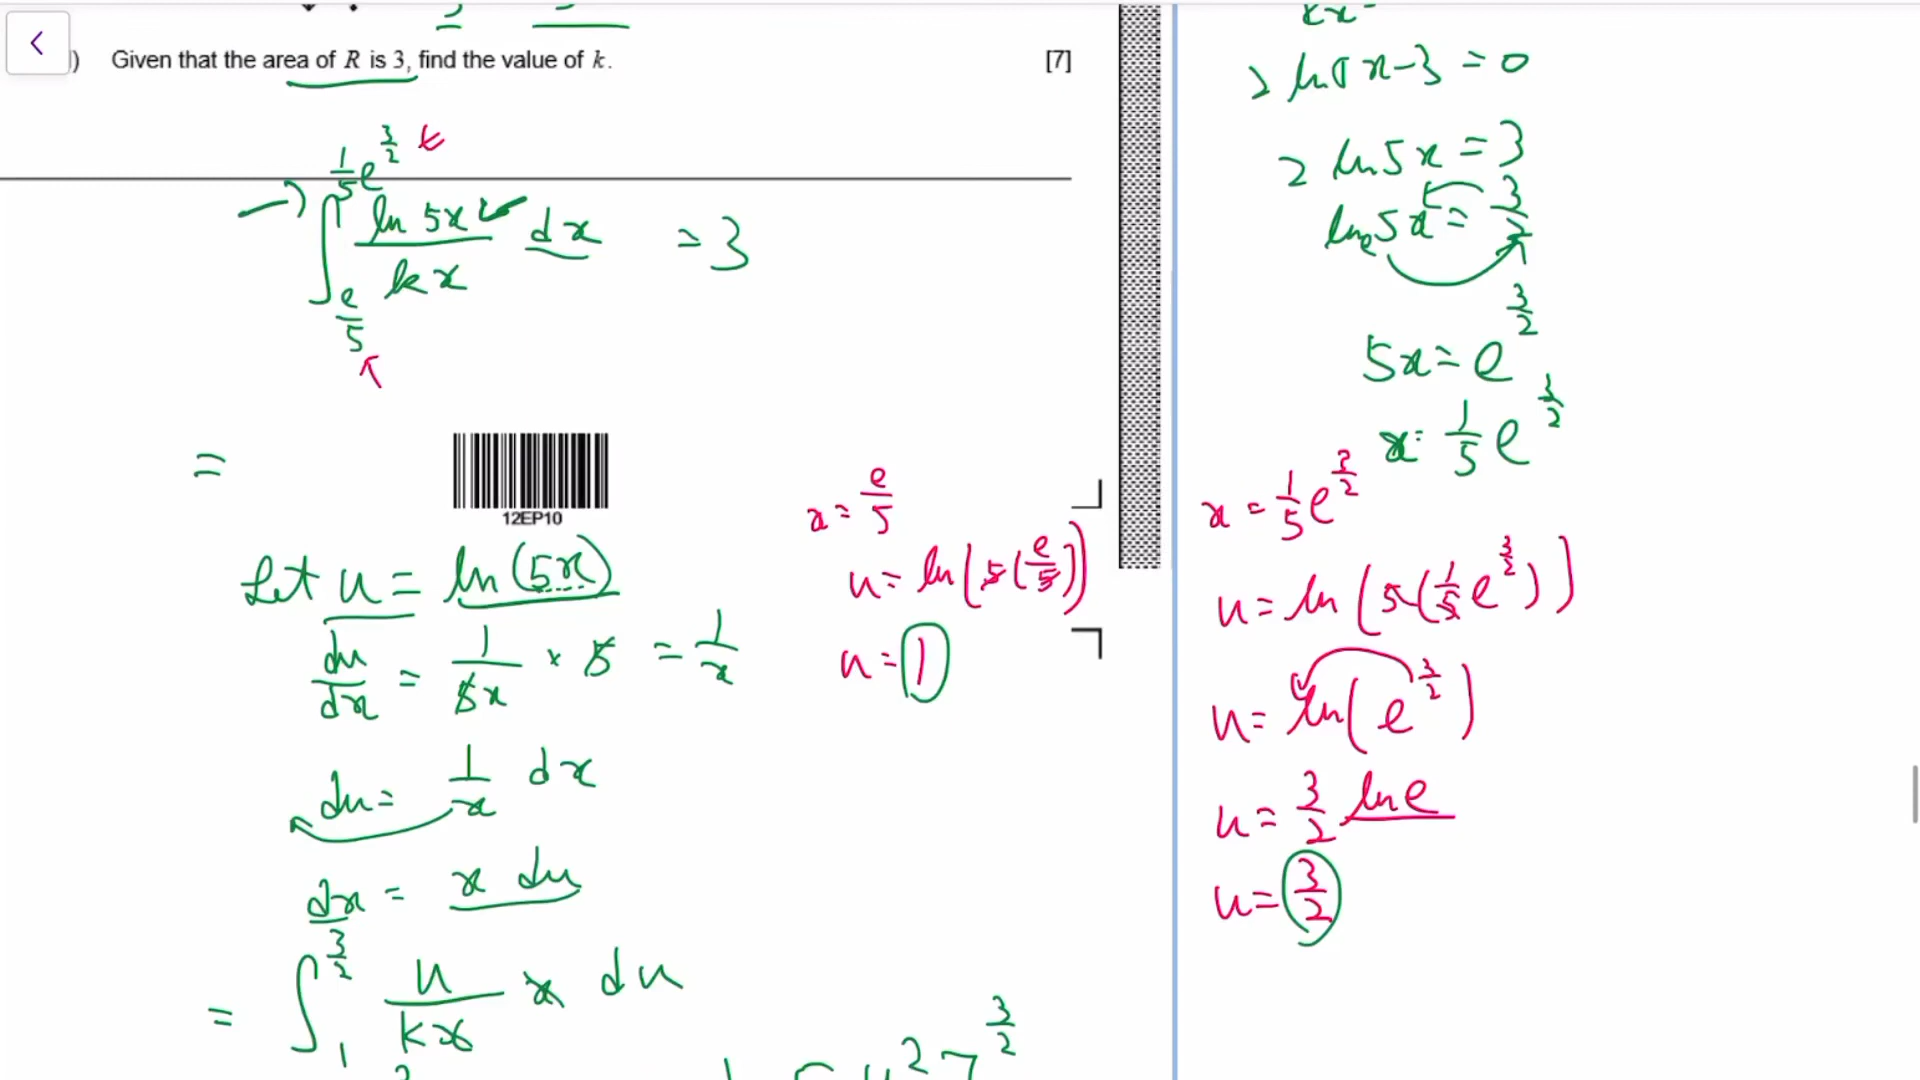 ) Given that the area of R is 3, find the value of k. [7]
∫_{e/5}^{1/5 e^{3/2}} ln 5x / kx dx = 3
=
12EP10
Let u = ln(5x)
du/dx = 1/5x × 5 = 1/x
du = 1/x dx
dx = x du
= ∫_1^{3/2} u/kx x du
x = e/5
u = ln(5(e/5))
u = 1
kx
2 ln 5x - 3 = 0
2 ln 5x = 3
ln_e 5x = 3/2
5x = e^{3/2}
x = 1/5 e^{3/2}
x = 1/5 e^{3/2}
u = ln(5(1/5 e^{3/2}))
u = ln(e^{3/2})
u = 3/2 ln e
u = 3/2